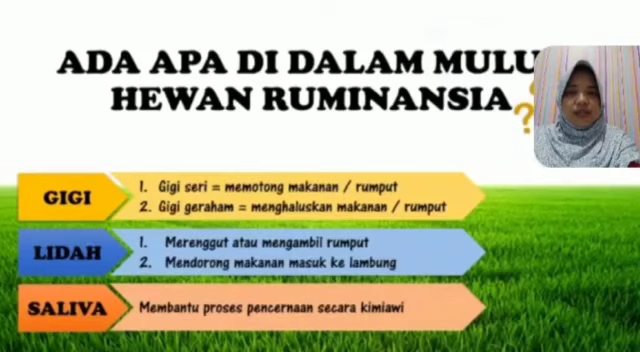 ADA APA DI DALAM MULU
HEWAN RUMINANSIA
?
GIGI
1. Gigi seri = memotong makanan / rumput
2. Gigi geraham = menghaluskan makanan / rumput
LIDAH
1. Merenggut atau mengambil rumput
2. Mendorong makanan masuk ke lambung
SALIVA
Membantu proses pencernaan secara kimiawi